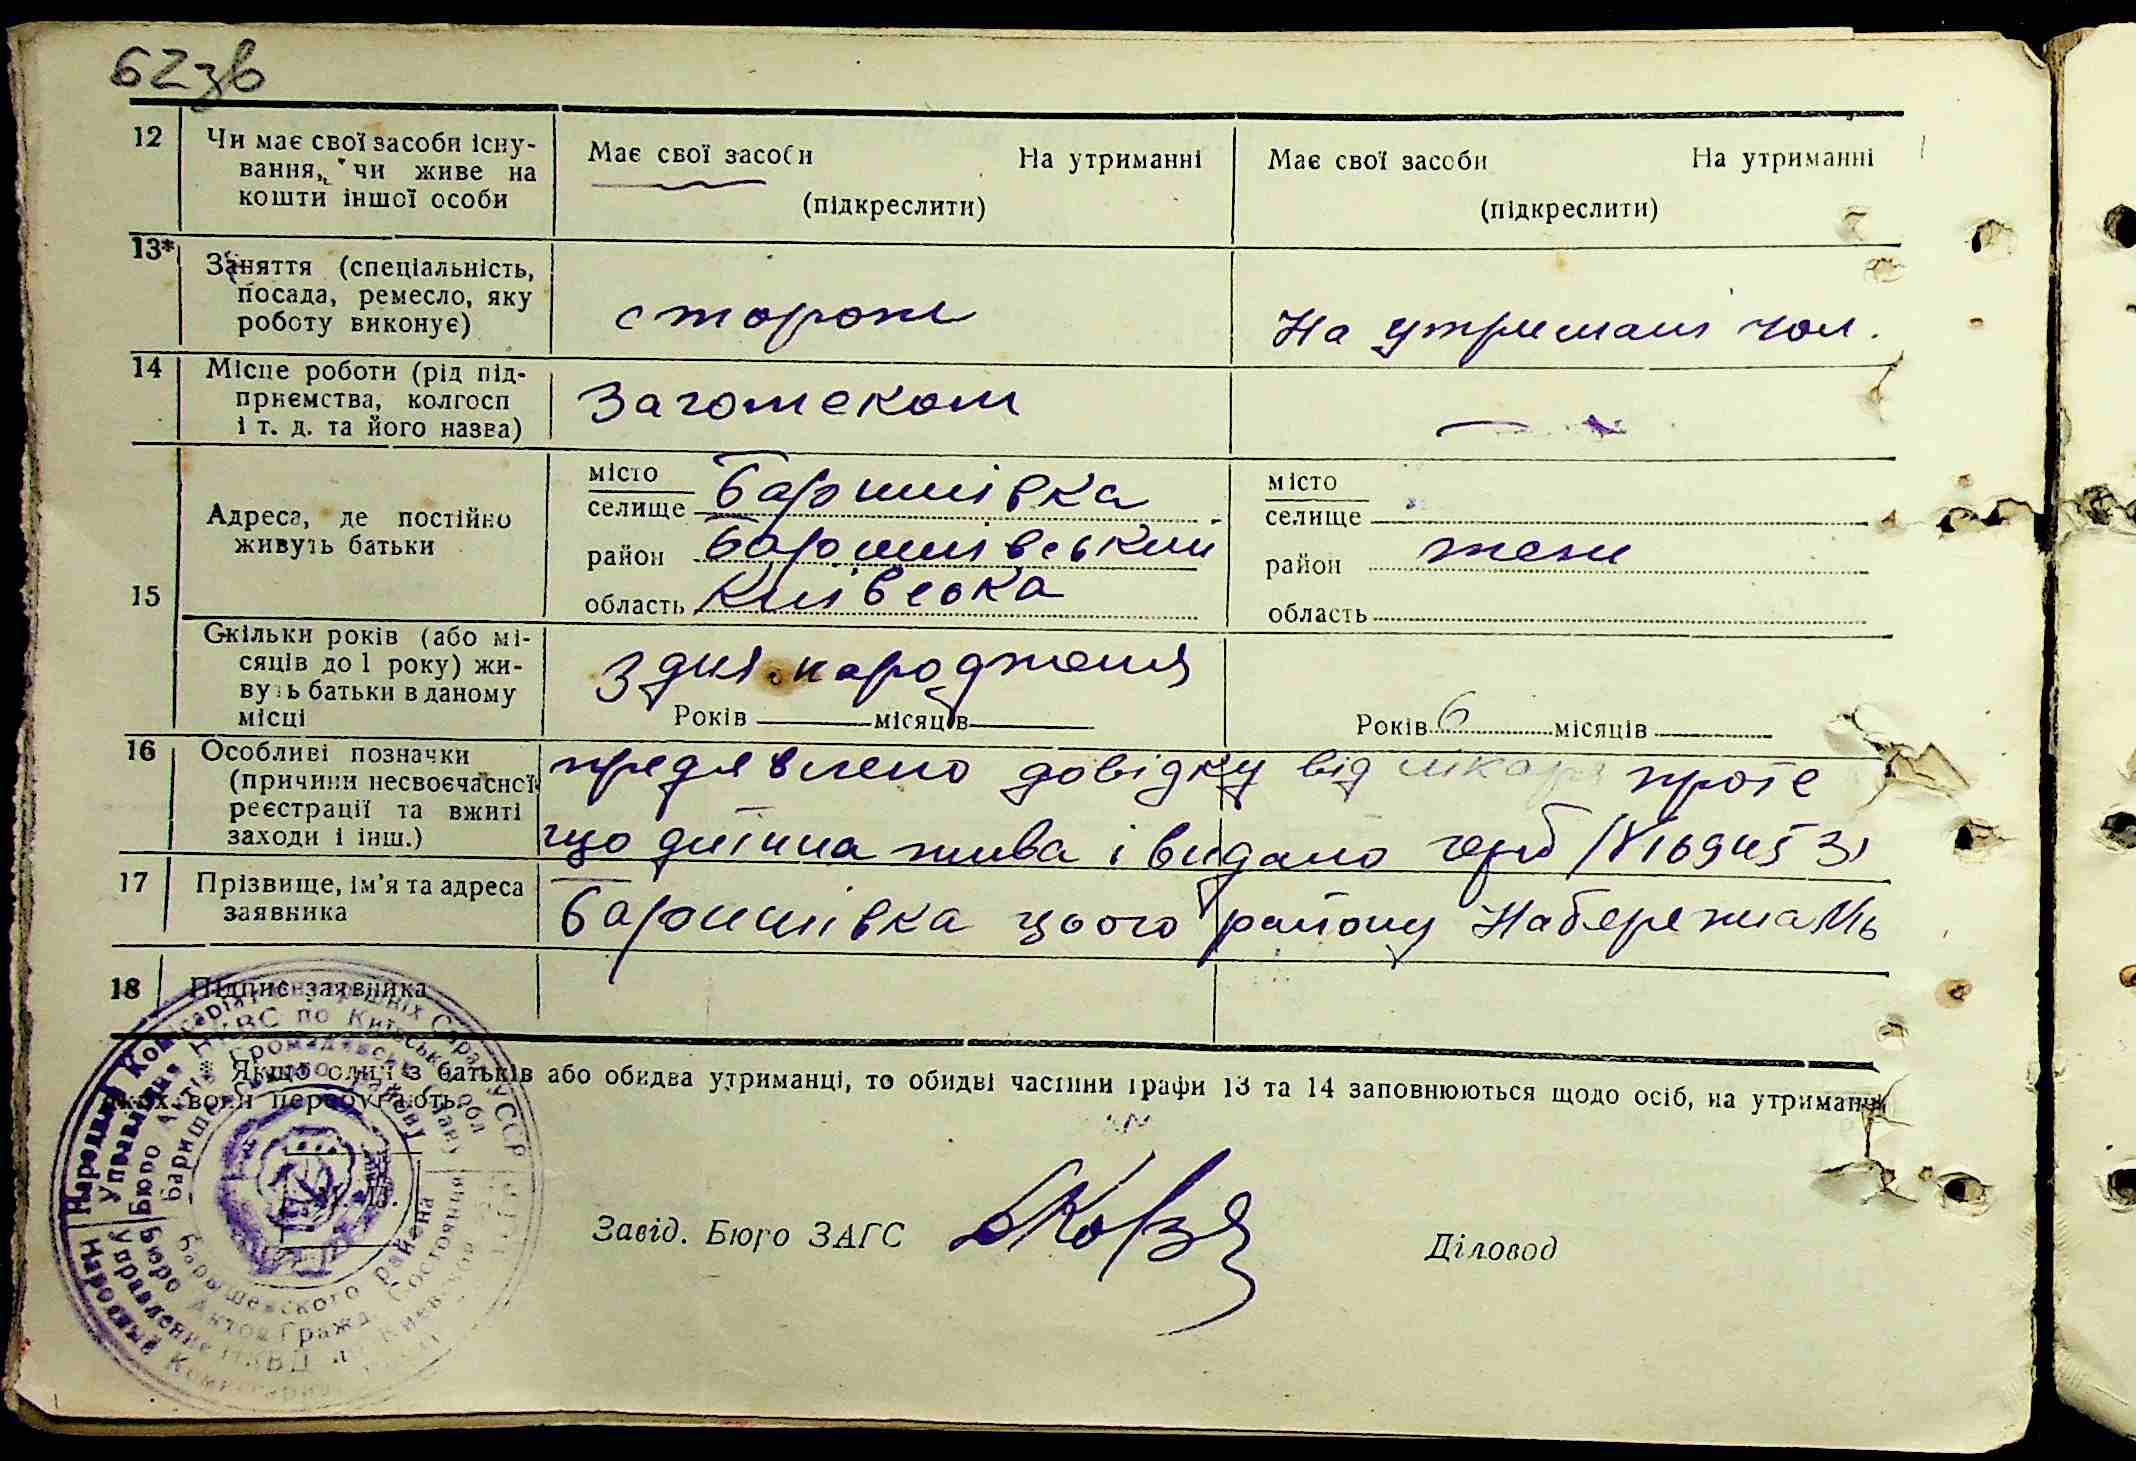 62зв
12 Чи має свої засоби існу-
вання, чи живе на
кошти іншої особи
Має свої засоби На утриманні
(підкреслити)
Має свої засоби На утриманні
(підкреслити)
13* Заняття (спеціальність,
посада, ремесло, яку
роботу виконує)
сторож
На утримані чол.
14 Місце роботи (рід під-
приємства, колгосп
і т. д. та його назва)
Заготскот
15 Адреса, де постійно
живуть батьки
місто
селище Баришівка
район Баришівський
область Київська
місто
селище
район теж
область
Скільки років (або мі-
сяців до 1 року) жи-
вуть батьки в даному
місці
З дня народження
Років місяців
Років 6 місяців
16 Особливі позначки
(причини несвоєчасної
реєстрації та вжиті
заходи і інш.)
предявлено довідку від лікаря проте
що дитина жива і видано
17 Прізвище, ім'я та адреса
заявника
Баришівка цього району Набережна
18 Підпис заявника
* Якщо один з батьків або обидва утриманці, то обидві частини графи 13 та 14 заповнюються щодо осіб, на утриманні
яких вони перебувають.
Завід. Бюро ЗАГС
Діловод